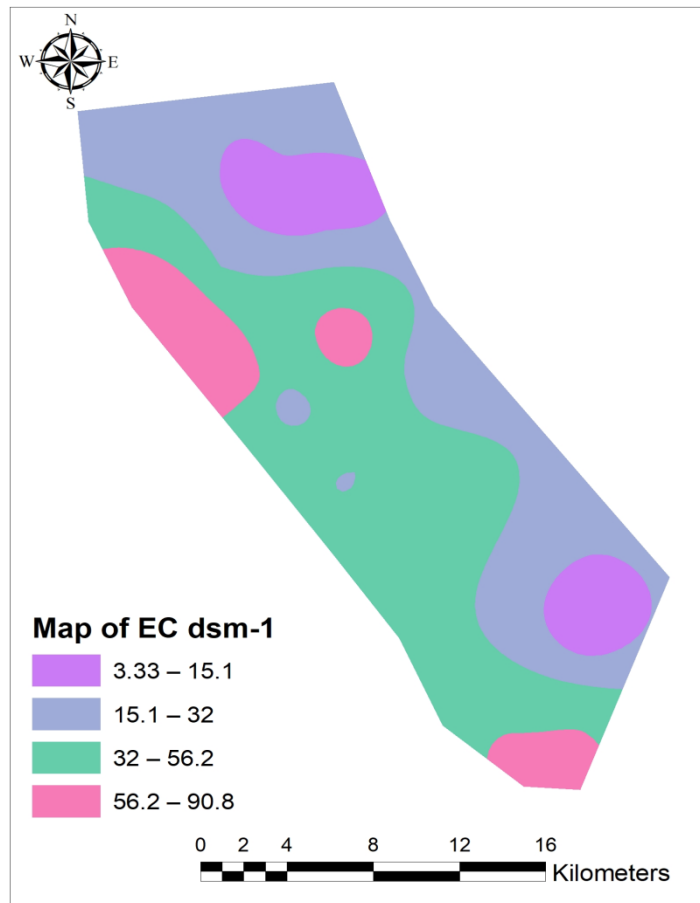 N
W E
S
Map of EC dsm-1
3.33 – 15.1
15.1 – 32
32 – 56.2
56.2 – 90.8
0 2 4 8 12 16
Kilometers